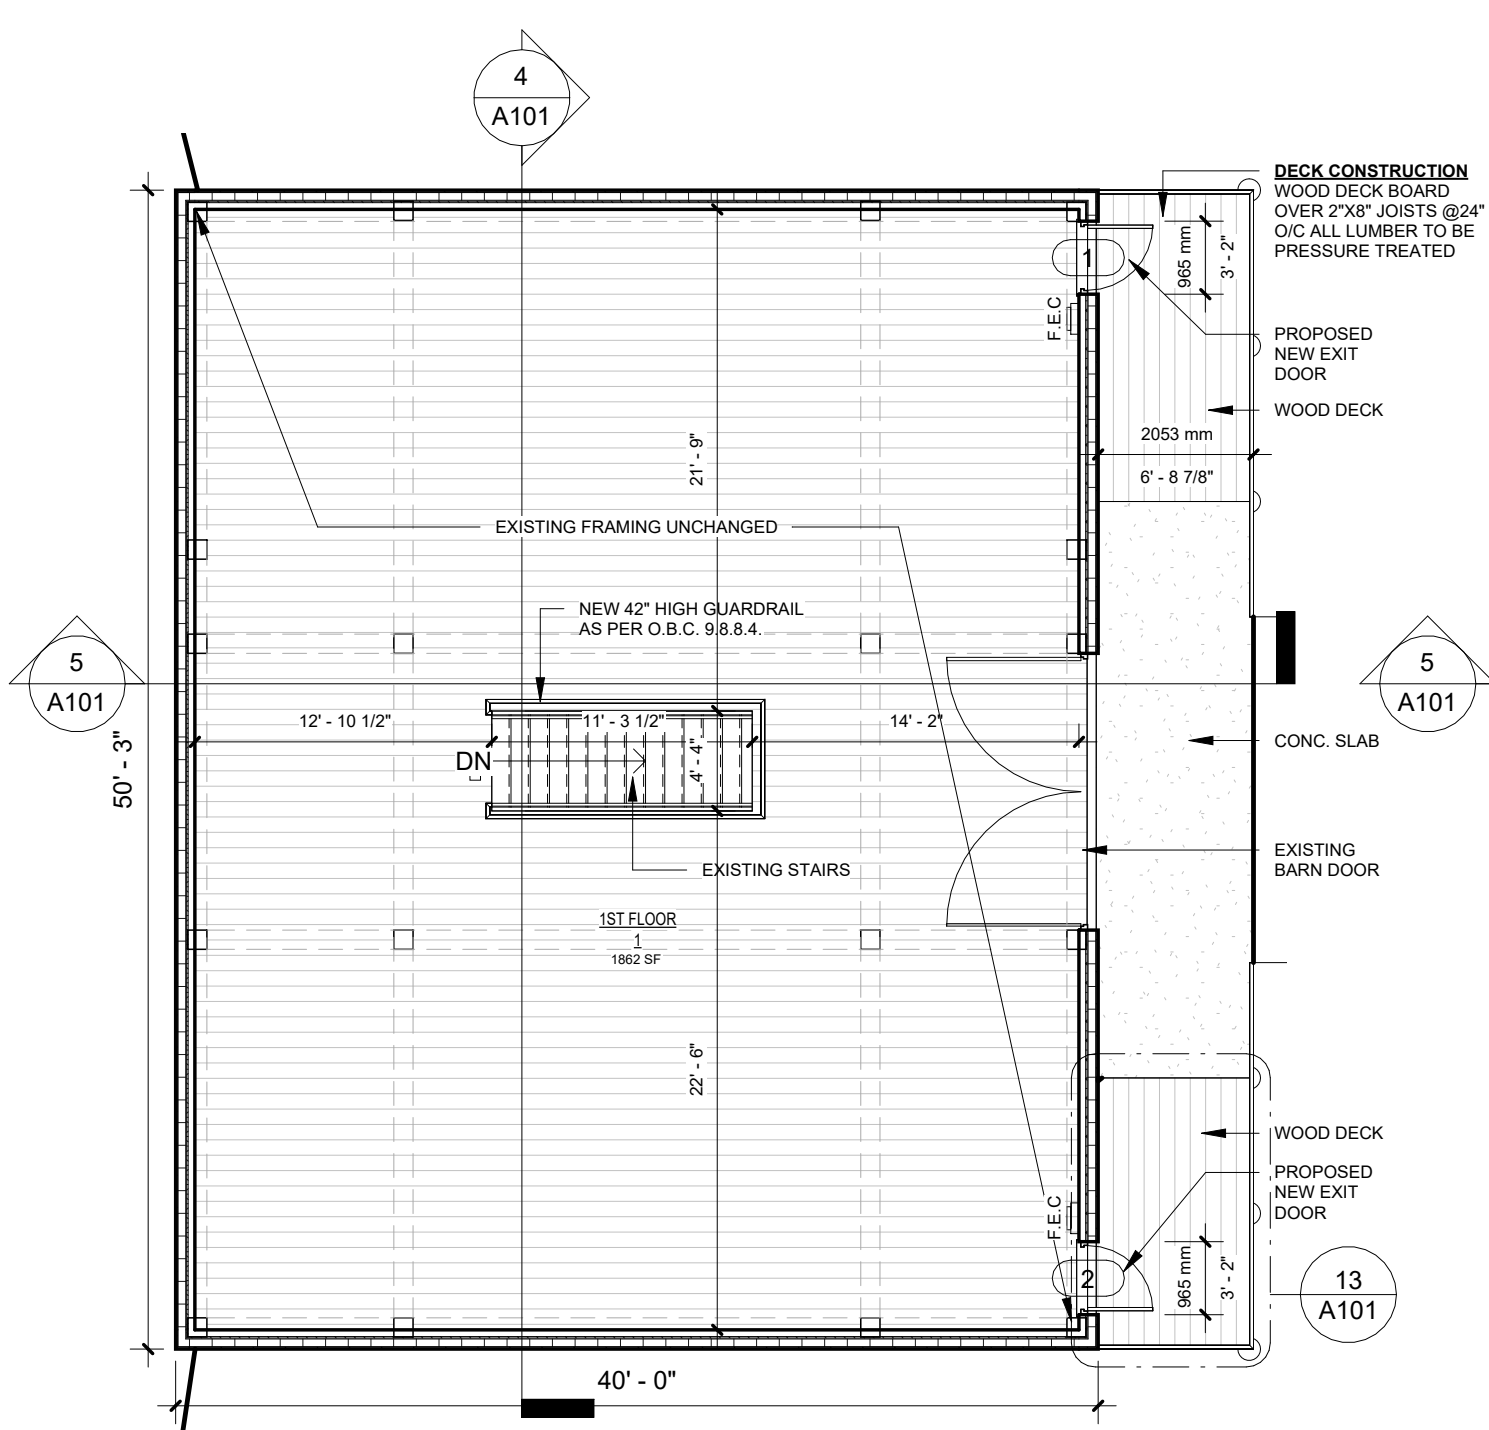 4
A101
DECK CONSTRUCTION
WOOD DECK BOARD
OVER 2"X8" JOISTS @24"
O/C ALL LUMBER TO BE
PRESSURE TREATED
965 mm
3' - 2"
1
F.E.C
PROPOSED
NEW EXIT
DOOR
WOOD DECK
2053 mm
6' - 8 7/8"
21' - 9"
EXISTING FRAMING UNCHANGED
NEW 42" HIGH GUARDRAIL
AS PER O.B.C. 9.8.8.4.
5
A101
5
A101
12' - 10 1/2"
11' - 3 1/2"
14' - 2"
4' - 4"
DN
50' - 3"
CONC. SLAB
EXISTING
BARN DOOR
EXISTING STAIRS
1ST FLOOR
1
1862 SF
22' - 6"
WOOD DECK
PROPOSED
NEW EXIT
DOOR
F.E.C
2
965 mm
3' - 2"
13
A101
40' - 0"